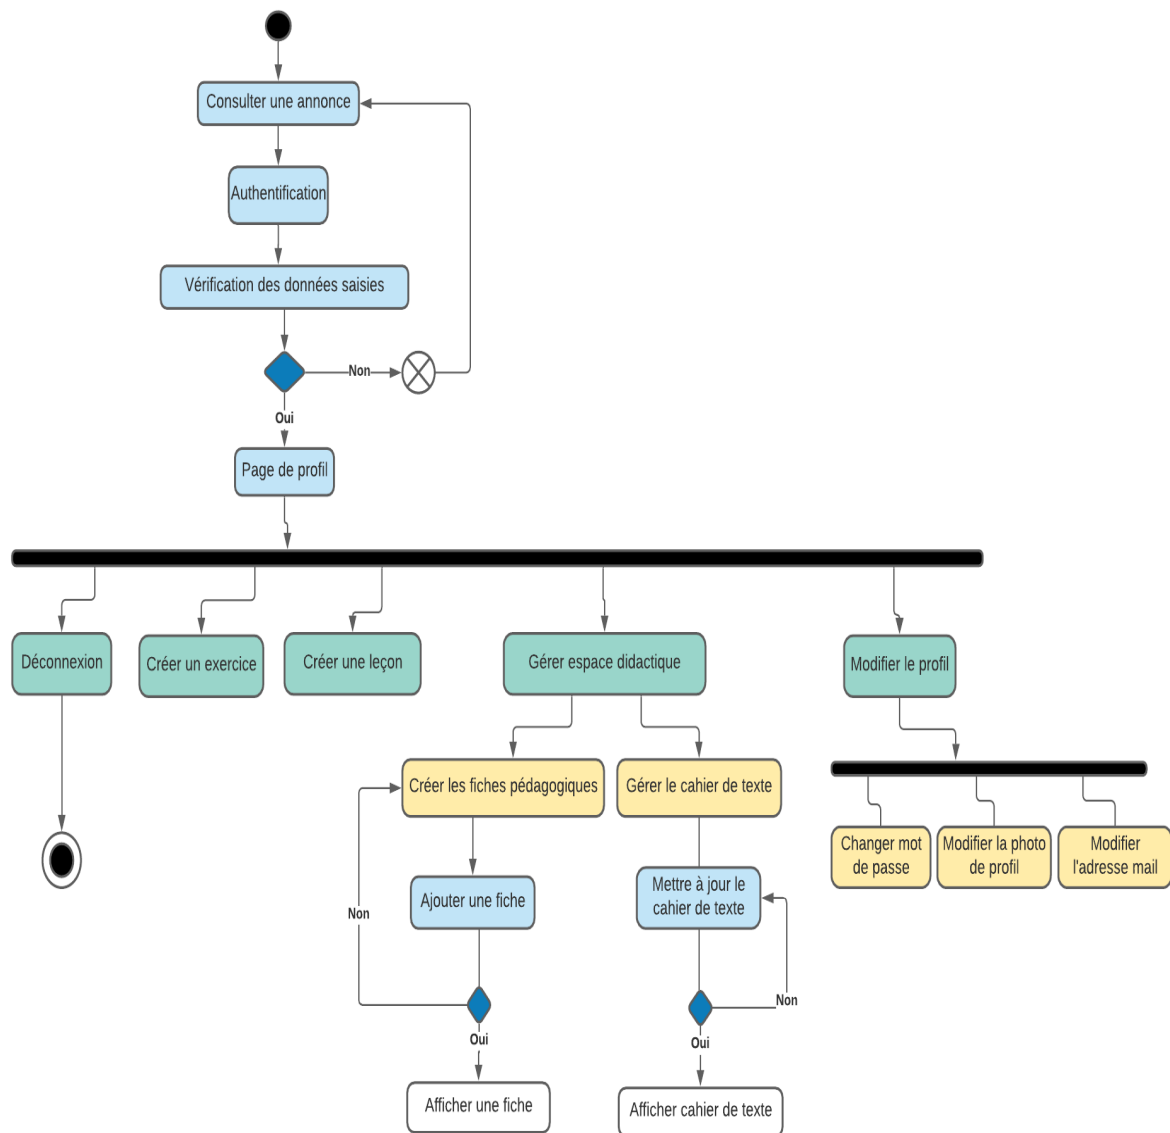 Consulter une annonce
Authentification
Vérification des données saisies
Non
Oui
Page de profil
Déconnexion
Créer un exercice
Créer une leçon
Gérer espace didactique
Modifier le profil
Créer les fiches pédagogiques
Gérer le cahier de texte
Changer mot
de passe
Modifier la photo
de profil
Modifier
l'adresse mail
Ajouter une fiche
Mettre à jour le
cahier de texte
Non
Non
Oui
Oui
Afficher une fiche
Afficher cahier de texte